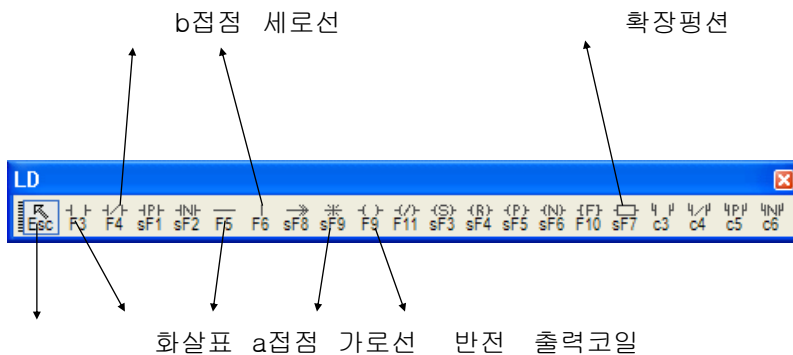 b접점 세로선 확장펑션
LD
Esc F3 F4 sF1 sF2 F5 F6 sF8 sF9 F9 F11 sF3 sF4 sF5 sF6 F10 sF7 c3 c4 c5 c6
화살표 a접점 가로선 반전 출력코일